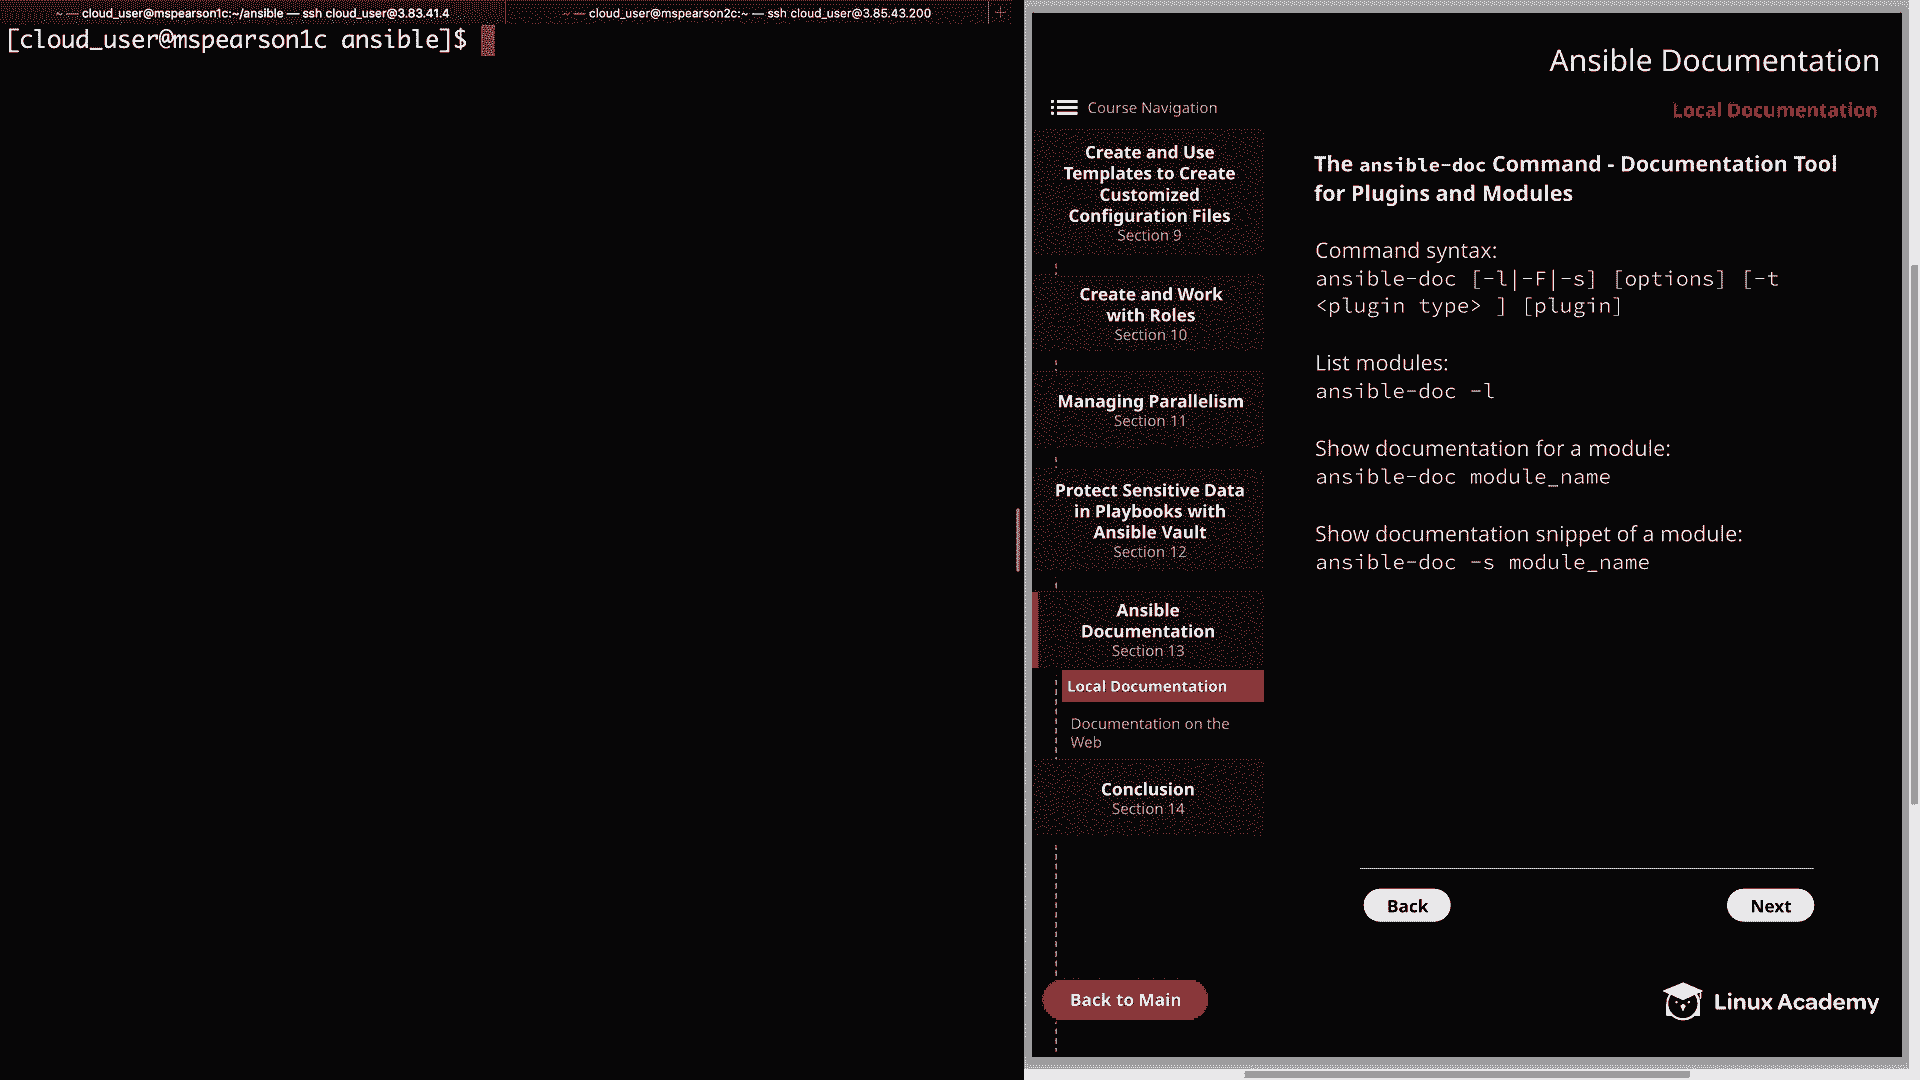 ~ — cloud_user@mspearson1c:~/ansible — ssh cloud_user@3.83.41.4
~ — cloud_user@mspearson2c:~ — ssh cloud_user@3.85.43.200
+
[cloud_user@mspearson1c ansible]$
Ansible Documentation
Course Navigation
Local Documentation
Create and Use
Templates to Create
Customized
Configuration Files
Section 9
Create and Work
with Roles
Section 10
Managing Parallelism
Section 11
Protect Sensitive Data
in Playbooks with
Ansible Vault
Section 12
Ansible
Documentation
Section 13
Local Documentation
Documentation on the
Web
Conclusion
Section 14
Back to Main
The ansible-doc Command - Documentation Tool
for Plugins and Modules
Command syntax:
ansible-doc [-l|-F|-s] [options] [-t
<plugin type> ] [plugin]
List modules:
ansible-doc -l
Show documentation for a module:
ansible-doc module_name
Show documentation snippet of a module:
ansible-doc -s module_name
Back
Next
Linux Academy